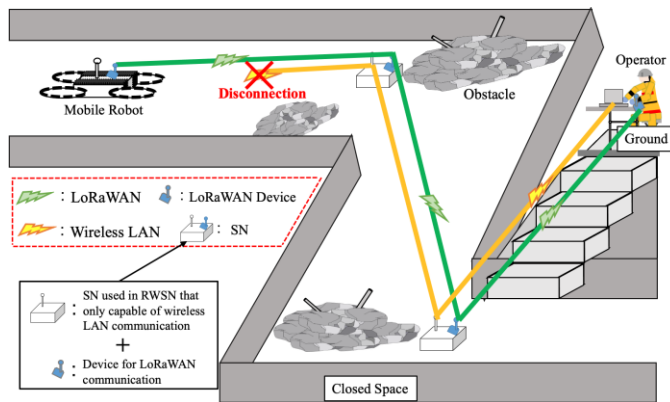 Operator
Mobile Robot
Disconnection
Obstacle
Ground
: LoRaWAN
: LoRaWAN Device
: Wireless LAN
: SN
: SN used in RWSN that
only capable of wireless
LAN communication
+
: Device for LoRaWAN
communication
Closed Space